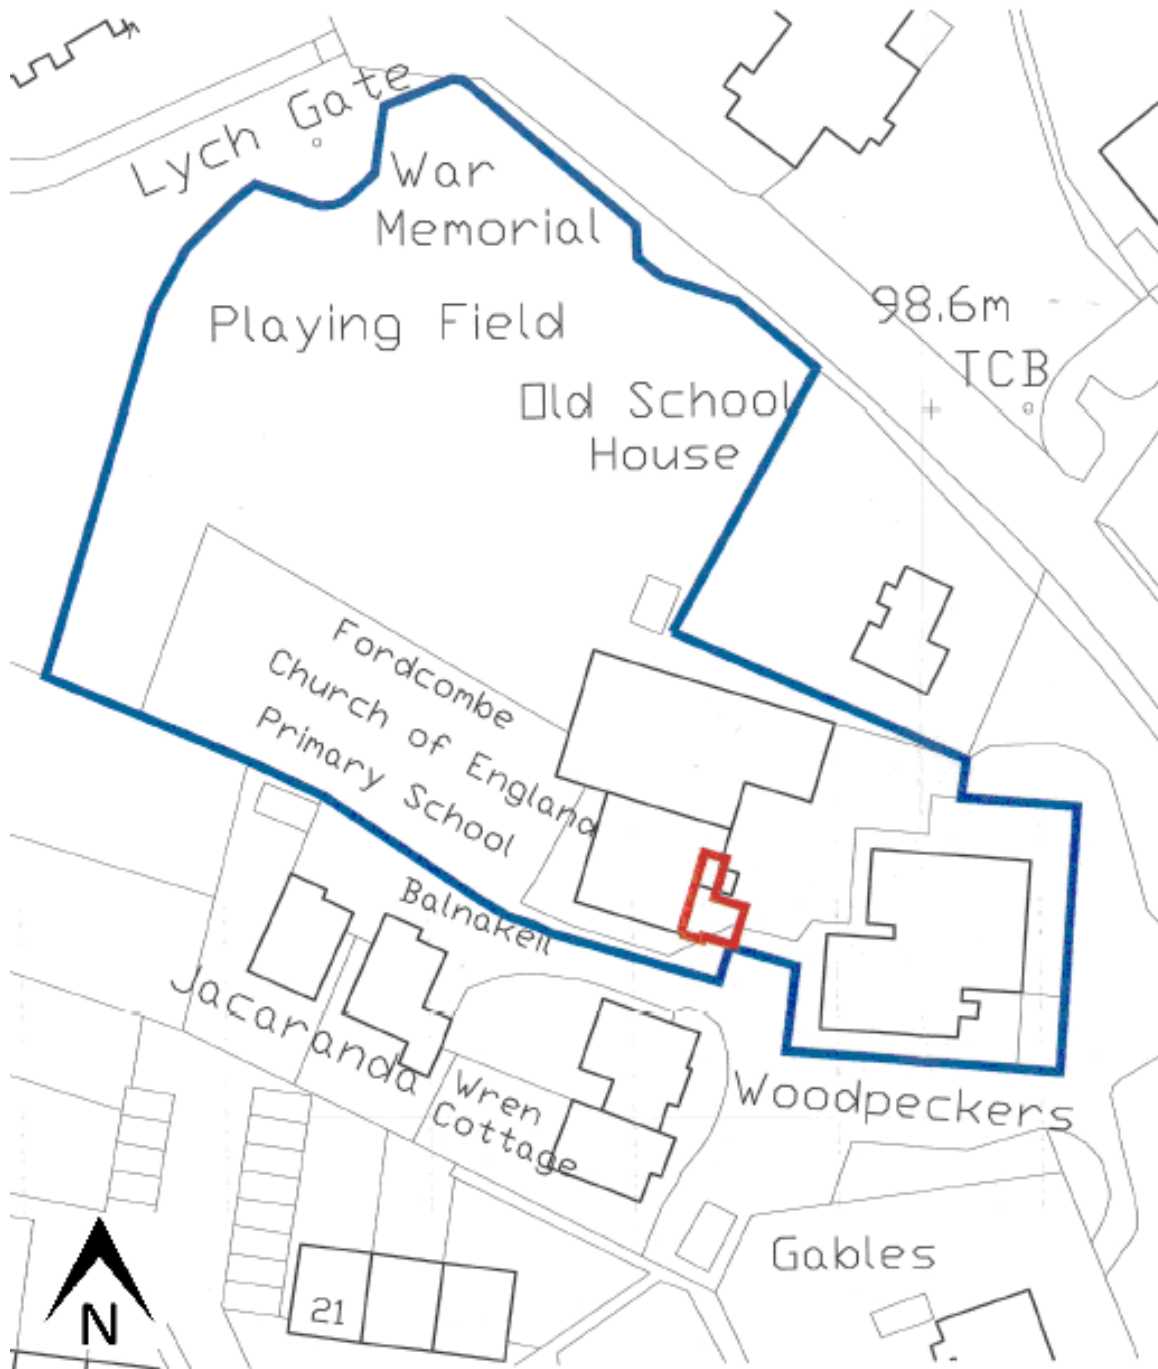 Lych Gate
War
Memorial
Playing Field
98.6m
TCB
Old School
House
Fordcombe
Church of England
Primary School
Balnakeil
Jacaranda
Wren
Cottage
Woodpeckers
Gables
21
N